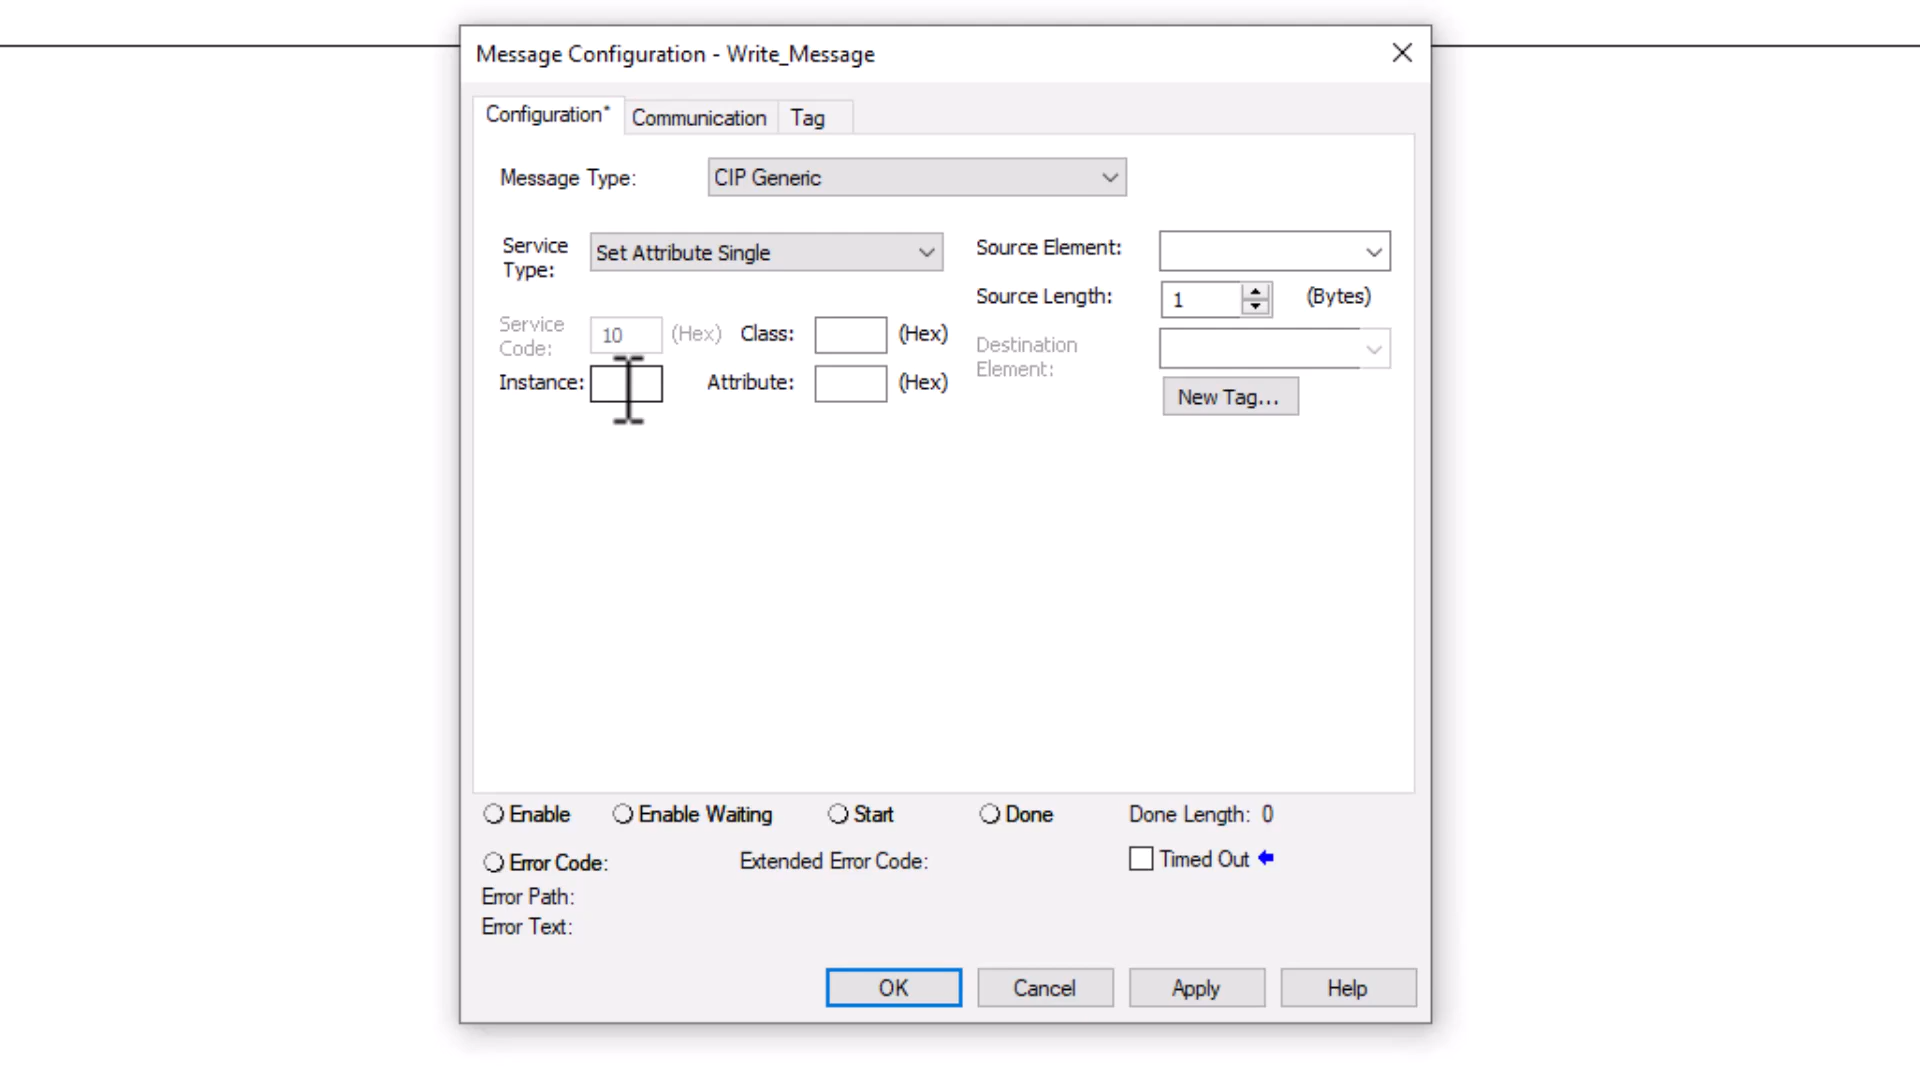 Message Configuration - Write_Message
Configuration* Communication Tag
Message Type: CIP Generic
Service Type: Set Attribute Single
Source Element:
Source Length: 1 (Bytes)
Service Code: 10 (Hex) Class: (Hex)
Destination Element:
Instance: Attribute: (Hex)
New Tag...
Enable Enable Waiting Start Done Done Length: 0
Error Code: Extended Error Code: Timed Out
Error Path:
Error Text:
OK Cancel Apply Help